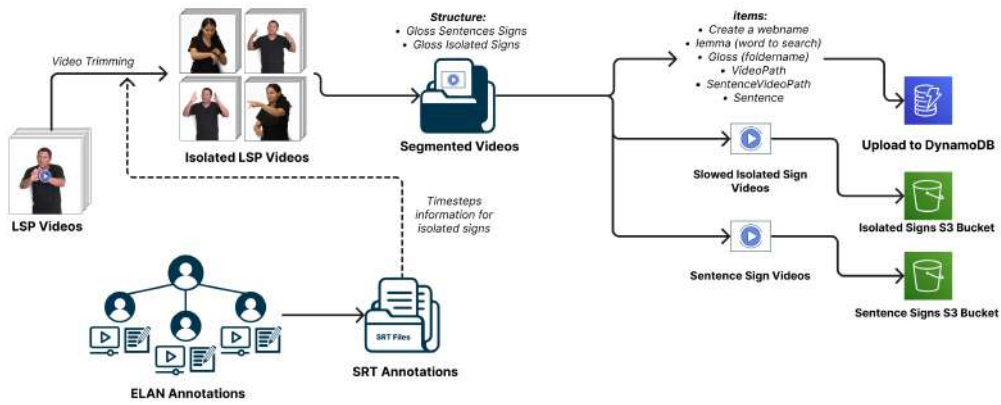 Structure:
• Gloss Sentences Signs
• Gloss Isolated Signs
items:
• Create a webname
• lemma (word to search)
• Gloss (foldername)
• VideoPath
• SentenceVideoPath
• Sentence
Video Trimming
Isolated LSP Videos
Segmented Videos
Upload to DynamoDB
Slowed Isolated Sign
Videos
LSP Videos
Timesteps
information for
isolated signs
Isolated Signs S3 Bucket
Sentence Sign Videos
Sentence Signs S3 Bucket
SRT Files
SRT Annotations
ELAN Annotations